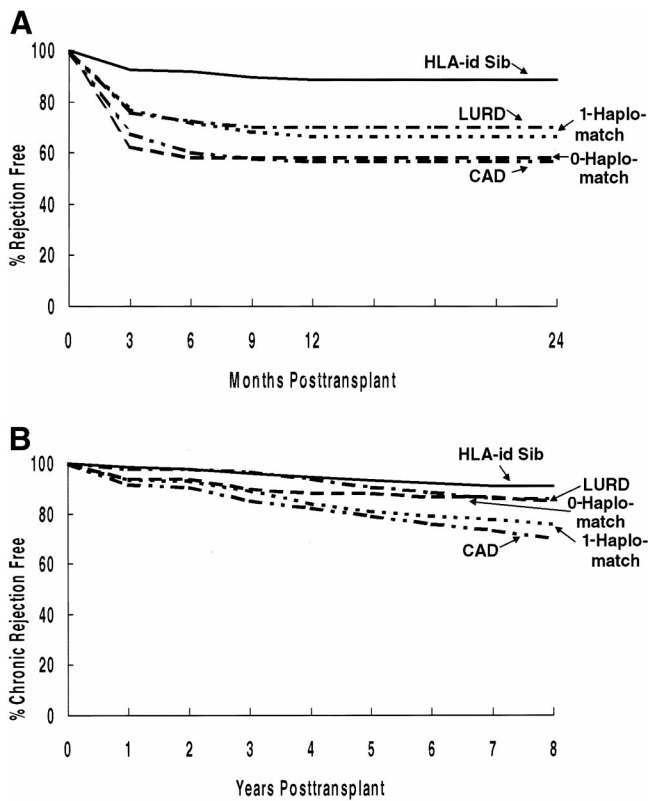 A
100
80
60
40
20
0
% Rejection Free
HLA-id Sib
LURD
1-Haplo-
match
0-Haplo-
match
CAD
0 3 6 9 12 24
Months Posttransplant
B
100
80
60
40
20
0
% Chronic Rejection Free
HLA-id Sib
LURD
0-Haplo-
match
1-Haplo-
match
CAD
0 1 2 3 4 5 6 7 8
Years Posttransplant